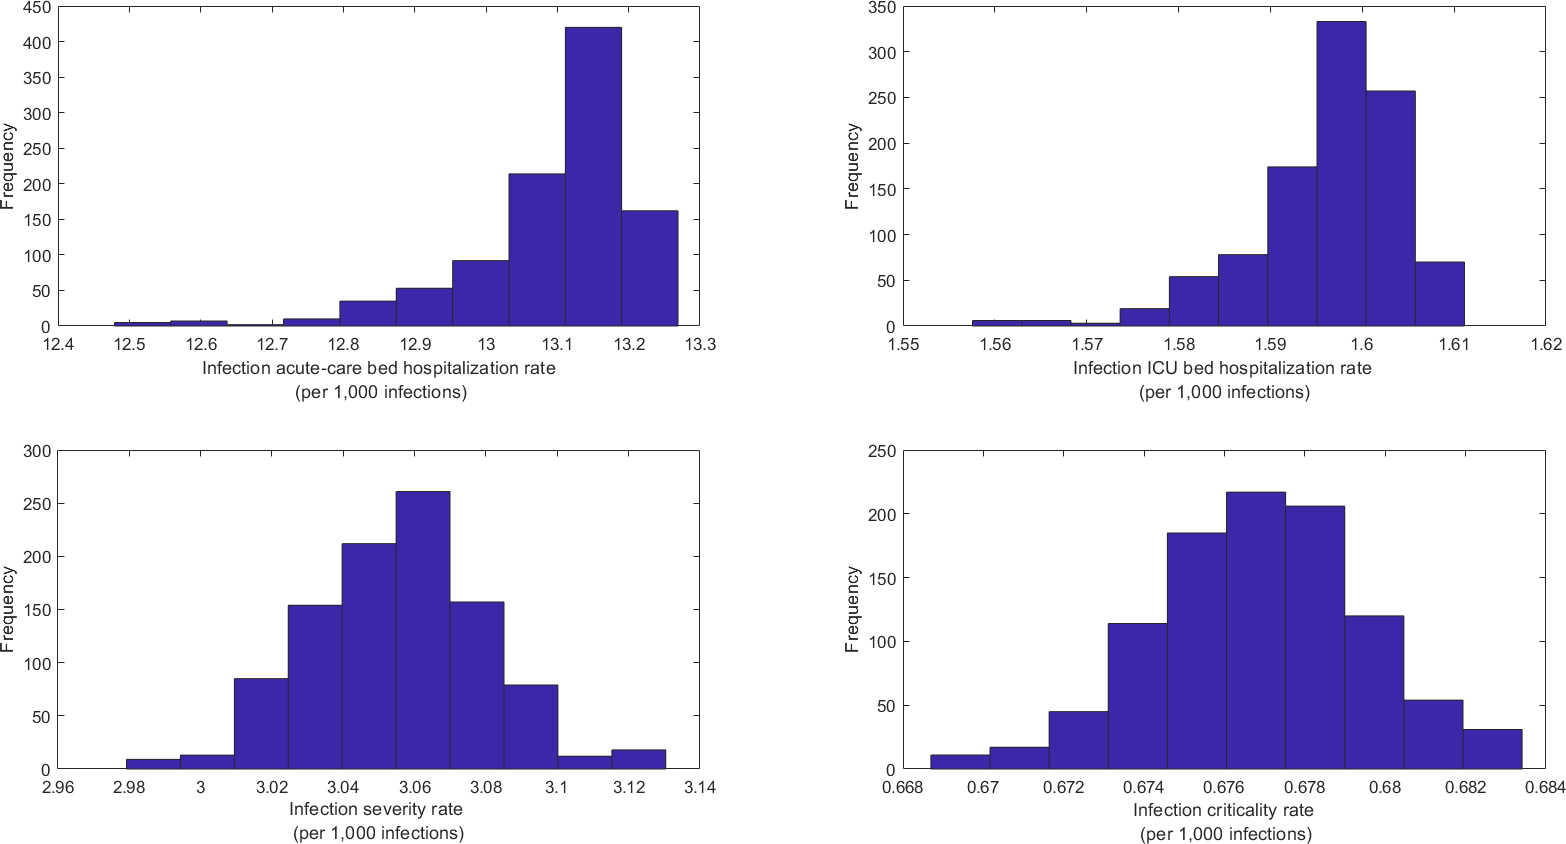 450
400
350
300
250
200
150
100
50
0
Frequency
12.4 12.5 12.6 12.7 12.8 12.9 13 13.1 13.2 13.3
Infection acute-care bed hospitalization rate
(per 1,000 infections)
350
300
250
200
150
100
50
0
Frequency
1.55 1.56 1.57 1.58 1.59 1.6 1.61 1.62
Infection ICU bed hospitalization rate
(per 1,000 infections)
300
250
200
150
100
50
0
Frequency
2.96 2.98 3 3.02 3.04 3.06 3.08 3.1 3.12 3.14
Infection severity rate
(per 1,000 infections)
250
200
150
100
50
0
Frequency
0.668 0.67 0.672 0.674 0.676 0.678 0.68 0.682 0.684
Infection criticality rate
(per 1,000 infections)